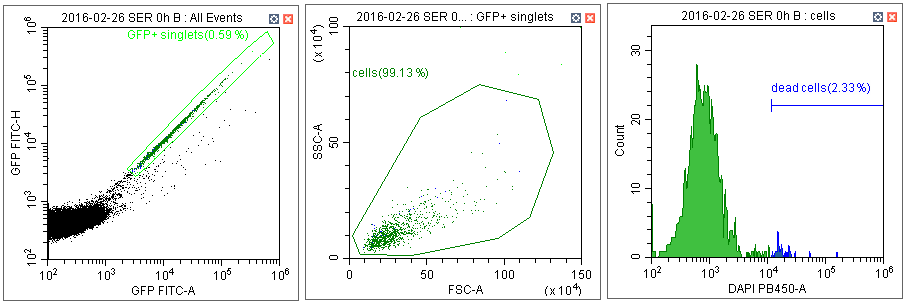 2016-02-26 SER 0h B : All Events
GFP+ singlets(0.59 %)
GFP FITC-H
10^6
10^5
10^4
10^3
10^2
10^2 10^3 10^4 10^5 10^6
GFP FITC-A
2016-02-26 SER 0... : GFP+ singlets
(x 10^4)
cells(99.13 %)
SSC-A
100
80
60
40
20
0
0 50 100 150
FSC-A (x 10^4)
2016-02-26 SER 0h B : cells
dead cells(2.33%)
Count
30
20
10
0
10^2 10^3 10^4 10^5 10^6
DAPI PB450-A